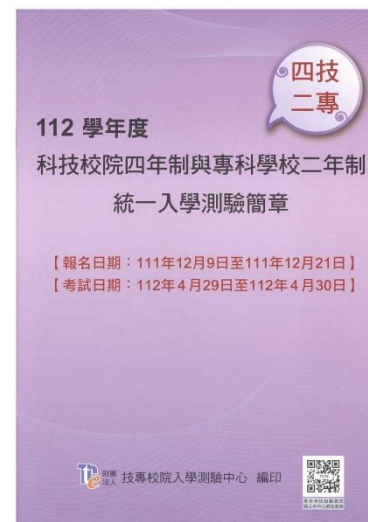 四技
二專
112 學年度
科技校院四年制與專科學校二年制
統一入學測驗簡章
【報名日期：111年12月9日至111年12月21日】
【考試日期：112年4月29日至112年4月30日】
財團
法人
技專校院入學測驗中心 編印